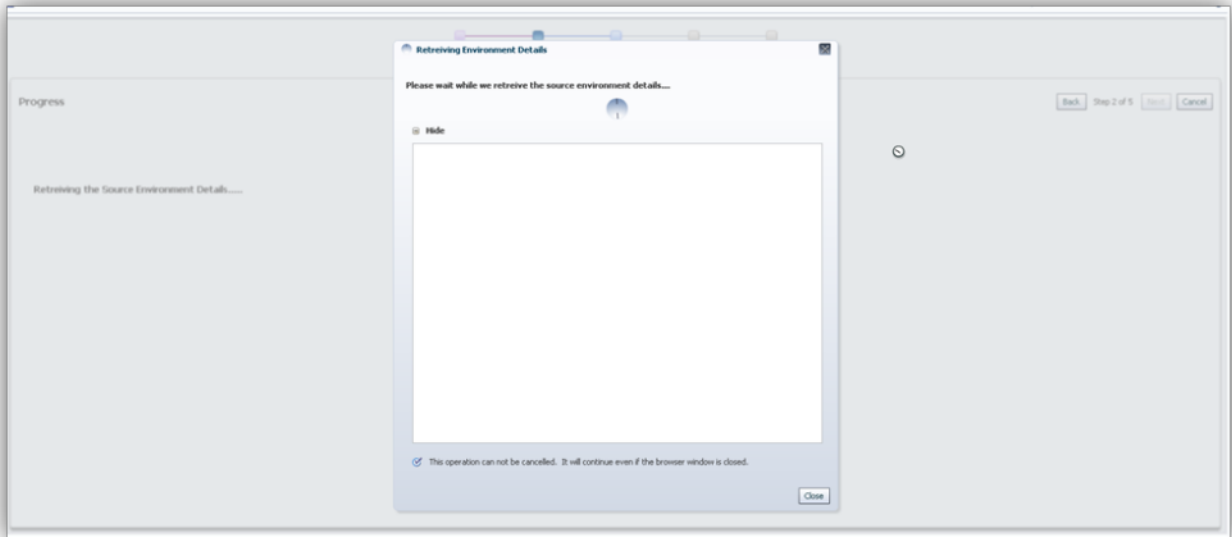 Retreiving Environment Details
Please wait while we retreive the source environment details....
Progress
Back Step 2 of 5 Next Cancel
Hide
Retreiving the Source Environment Details......
This operation can not be cancelled. It will continue even if the browser window is closed.
Close